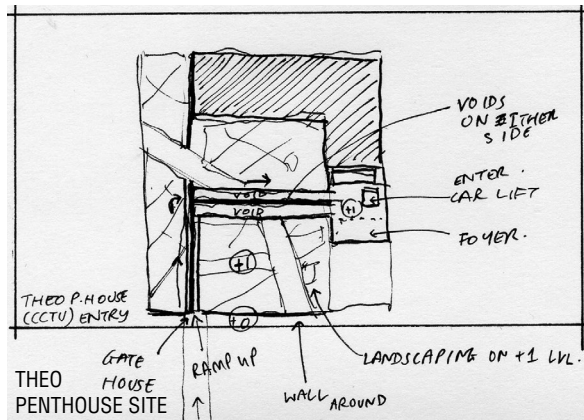 VOIDS
ON EITHER
SIDE
ENTER.
CAR LIFT
FOYER.
VOID
VOID
+1
+1
+0
THEO P.HOUSE
(CCTV) ENTRY
GATE
HOUSE
RAMP UP
WALL AROUND
LANDSCAPING ON +1 LVL.
THEO
PENTHOUSE SITE